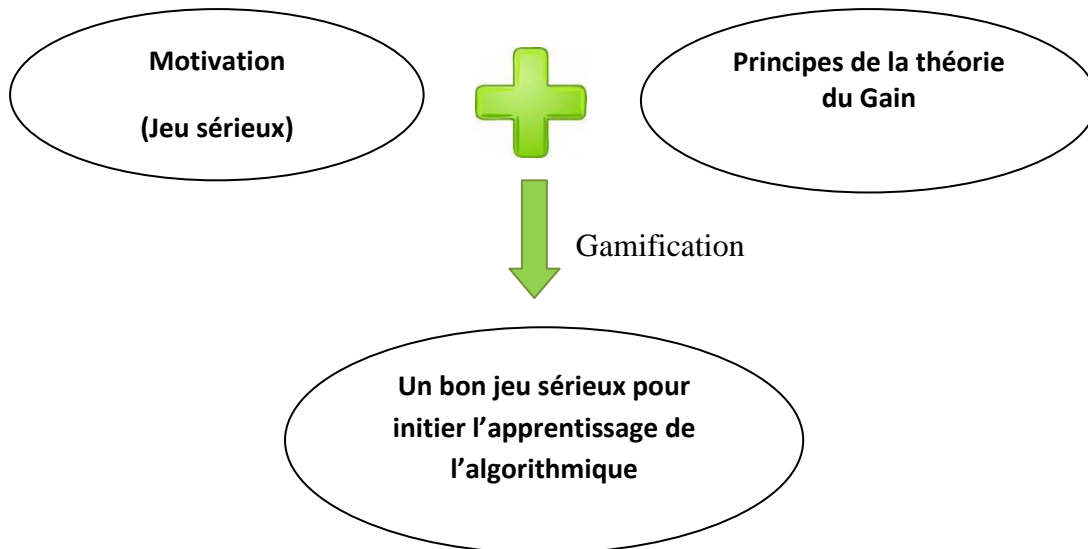 Motivation
(Jeu sérieux)
Principes de la théorie
du Gain
Gamification
Un bon jeu sérieux pour
initier l’apprentissage de
l’algorithmique